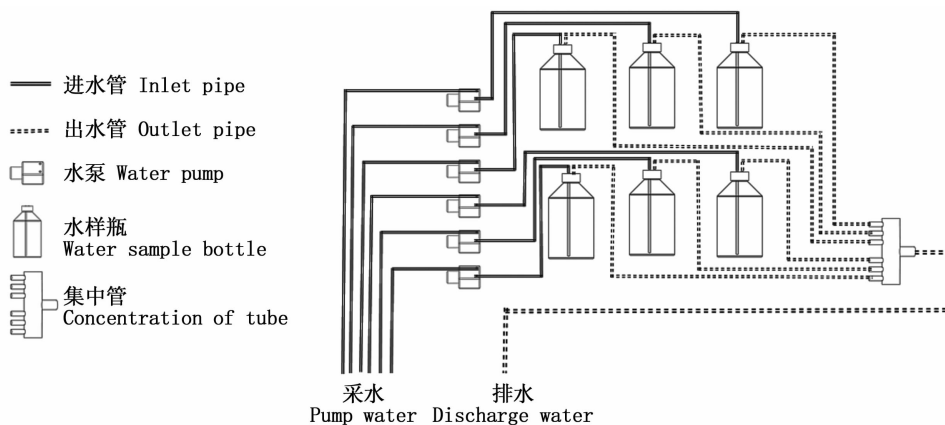 进水管 Inlet pipe
出水管 Outlet pipe
水泵 Water pump
水样瓶
Water sample bottle
集中管
Concentration of tube
采水
Pump water
排水
Discharge water